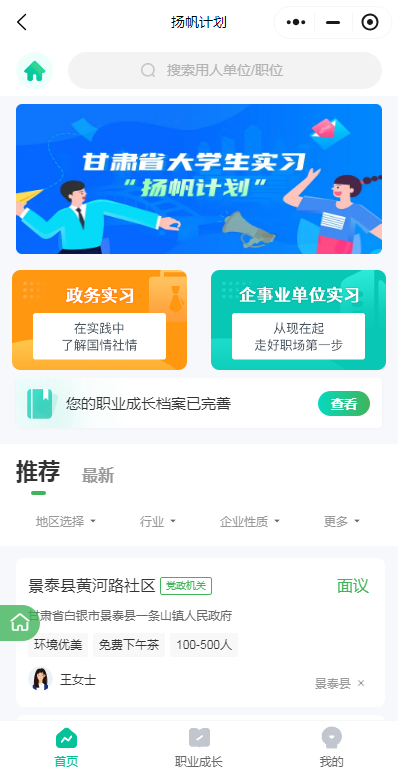 扬帆计划
搜索用人单位/职位
甘肃省大学生实习
“扬帆计划”
政务实习
在实践中
了解国情社情
企事业单位实习
从现在起
走好职场第一步
您的职业成长档案已完善
查看
推荐
最新
地区选择
行业
企业性质
更多
景泰县黄河路社区
党政机关
面议
甘肃省白银市景泰县一条山镇人民政府
环境优美
免费下午茶
100-500人
王女士
景泰县 ×
首页
职业成长
我的